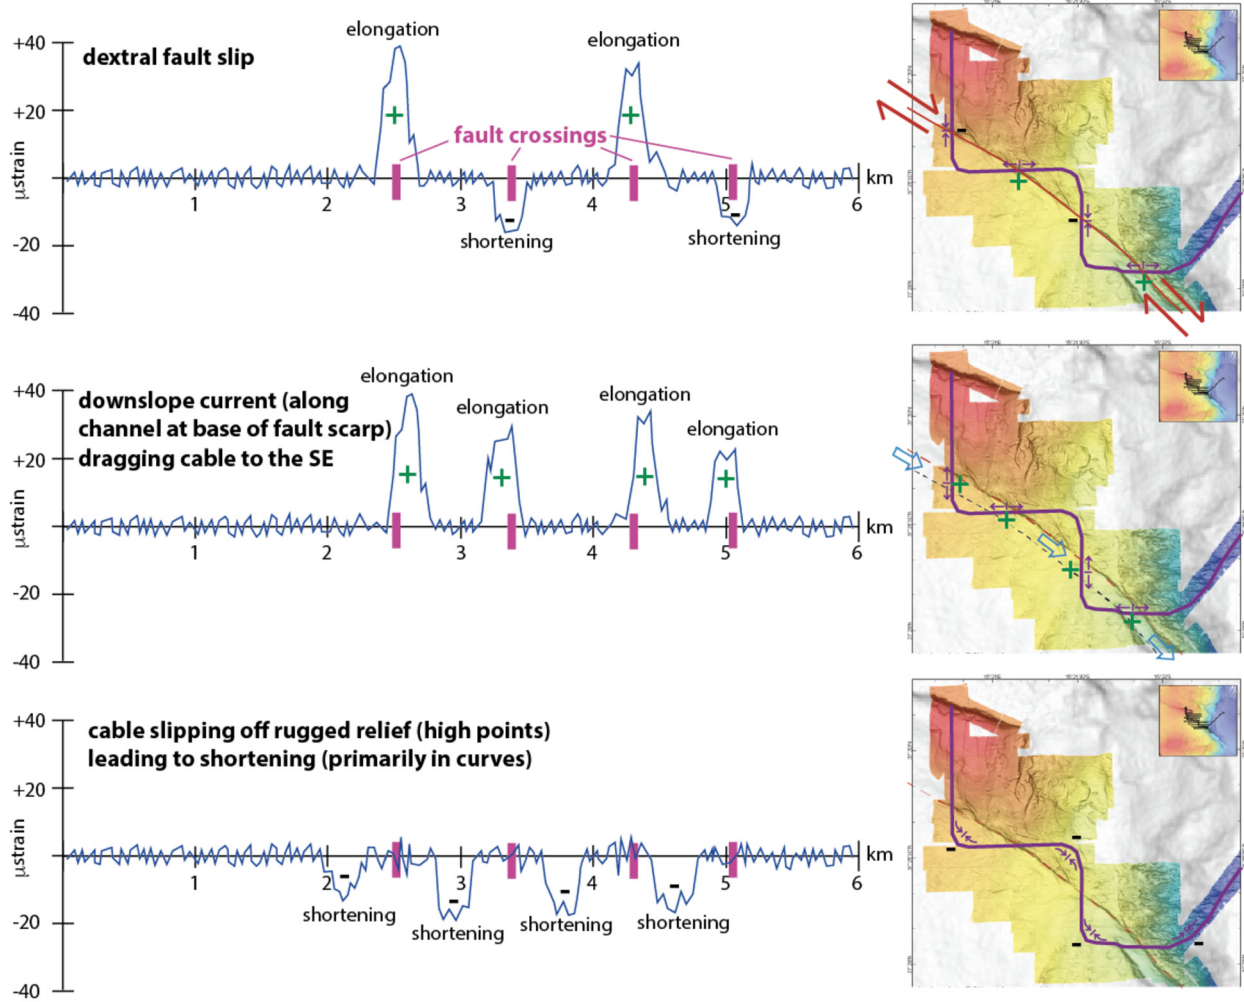 elongation
elongation
+40
dextral fault slip
+
+
+20
fault crossings
μstrain
km
1
2
3
4
5
6
-
-
shortening
shortening
-20
-40
+
-
+
-
elongation
elongation
elongation
elongation
+40
downslope current (along
channel at base of fault scarp)
dragging cable to the SE
+20
+
+
+
+
μstrain
km
1
2
3
4
5
6
-20
-40
+
+
+
+
+40
cable slipping off rugged relief (high points)
leading to shortening (primarily in curves)
+20
μstrain
km
1
2
3
4
5
6
-
-
-
-
shortening
shortening
shortening
shortening
-20
-40
-
-
-
-